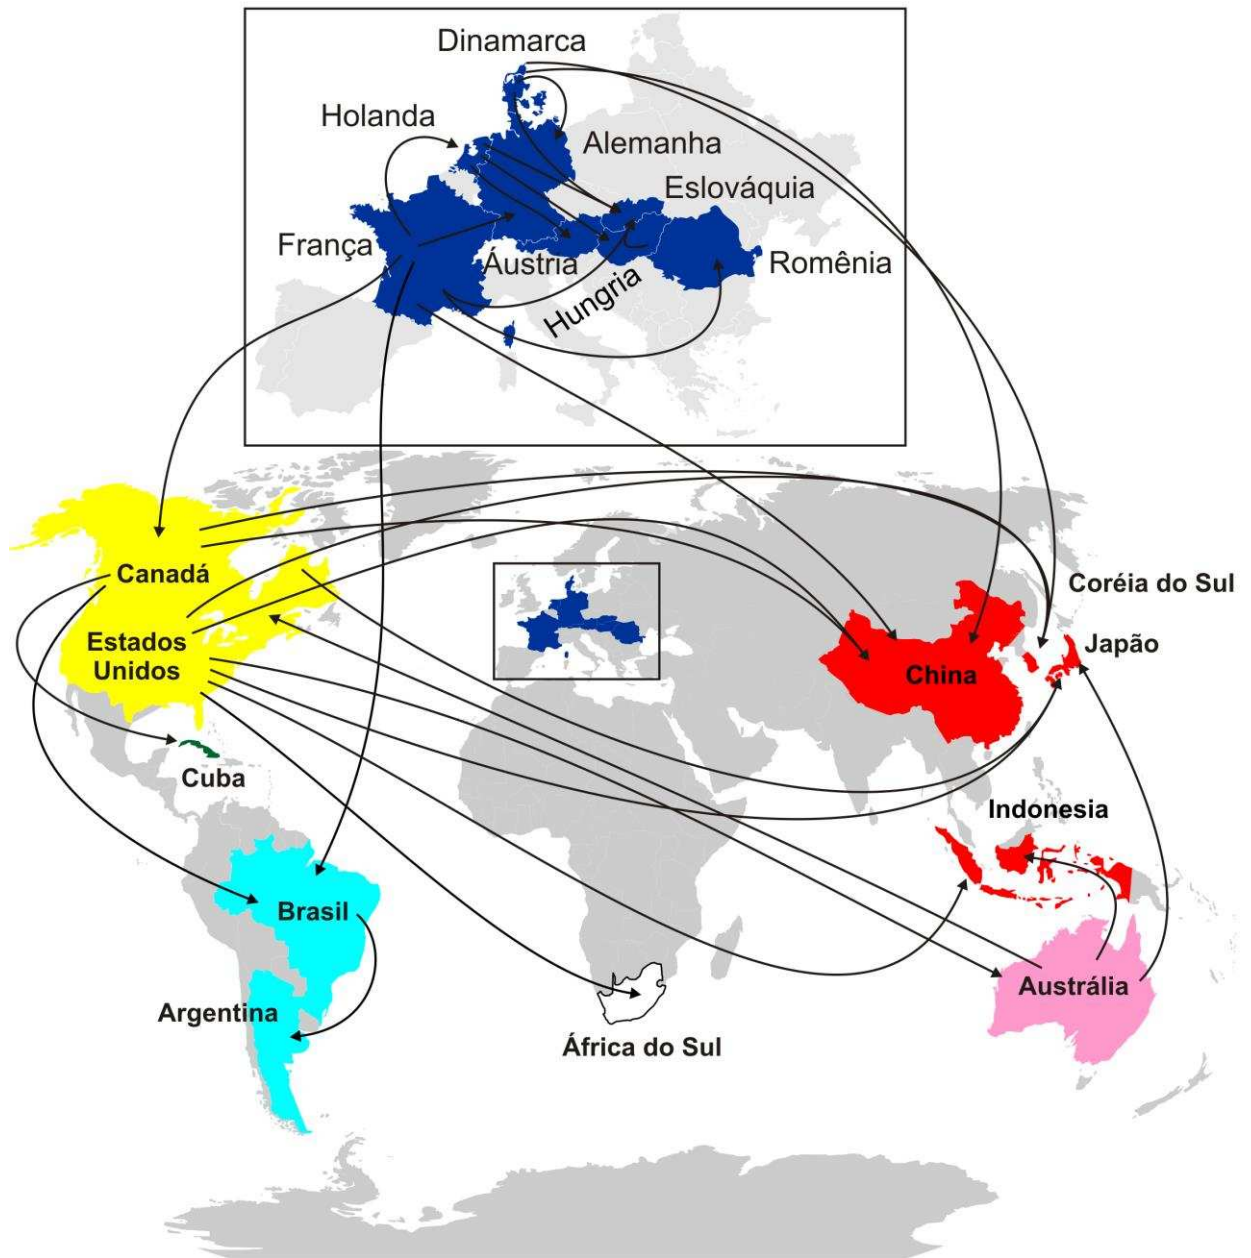 Dinamarca
Holanda
Alemanha
Eslováquia
França
Áustria
Romênia
Hungria
Canadá
Coréia do Sul
Estados
Unidos
Japão
China
Cuba
Indonesia
Brasil
Austrália
Argentina
África do Sul